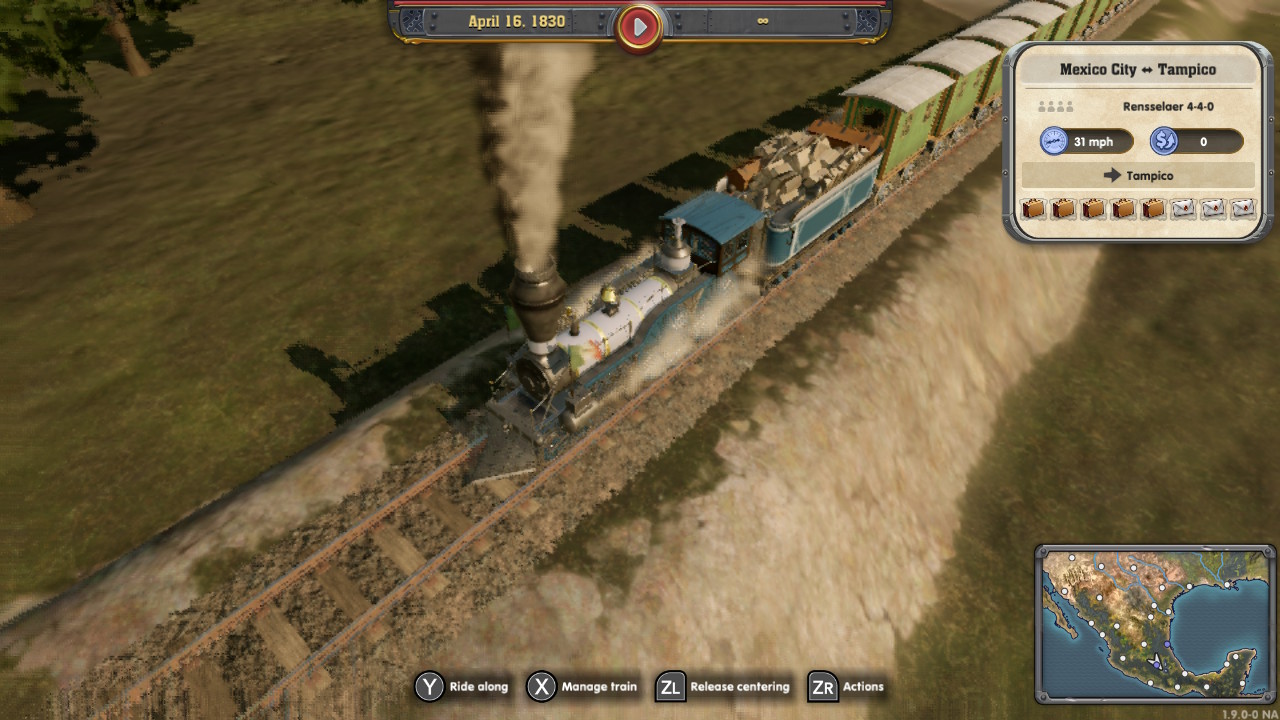 April 16. 1830
∞
Mexico City ↔ Tampico
Rensselaer 4-4-0
31 mph
0
➔ Tampico
Y Ride along
X Manage train
ZL Release centering
ZR Actions
1.9.0-0 NA